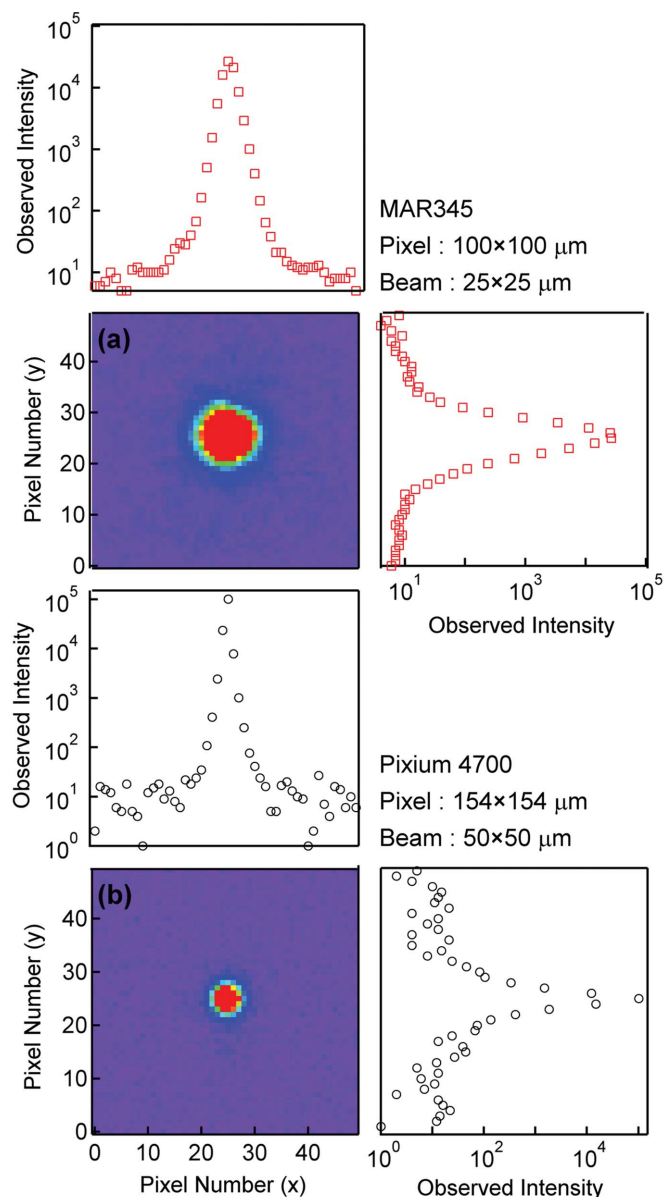 10^5
10^4
10^3
10^2
10^1
Observed Intensity
MAR345
Pixel : 100×100 μm
Beam : 25×25 μm
(a)
40
30
20
10
0
Pixel Number (y)
10^1 10^3 10^5
Observed Intensity
10^5
10^4
10^3
10^2
10^1
10^0
Observed Intensity
Pixium 4700
Pixel : 154×154 μm
Beam : 50×50 μm
(b)
40
30
20
10
0
Pixel Number (y)
0 10 20 30 40
Pixel Number (x)
10^0 10^2 10^4
Observed Intensity